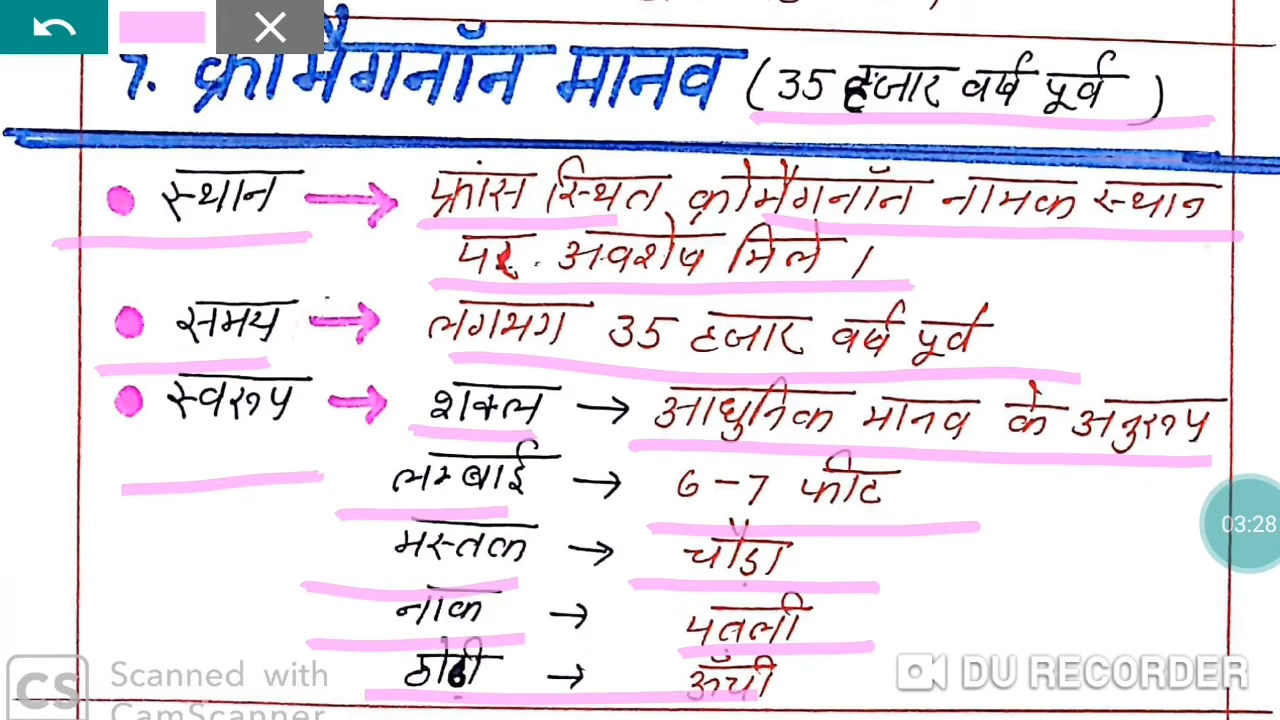 7. क्रोमैगनॉन मानव (35 हजार वर्ष पूर्व)
स्थान → फ्रांस स्थित क्रोमैगनॉन नामक स्थान
पर अवशेष मिले।
समय → लगभग 35 हजार वर्ष पूर्व
स्वरूप → शक्ल → आधुनिक मानव के अनुरूप
लम्बाई → 6-7 फीट
मस्तक → चौड़ा
नाक → पतली
ठोढ़ी → ऊँची
03:28
CS Scanned with
CamScanner
DU RECORDER